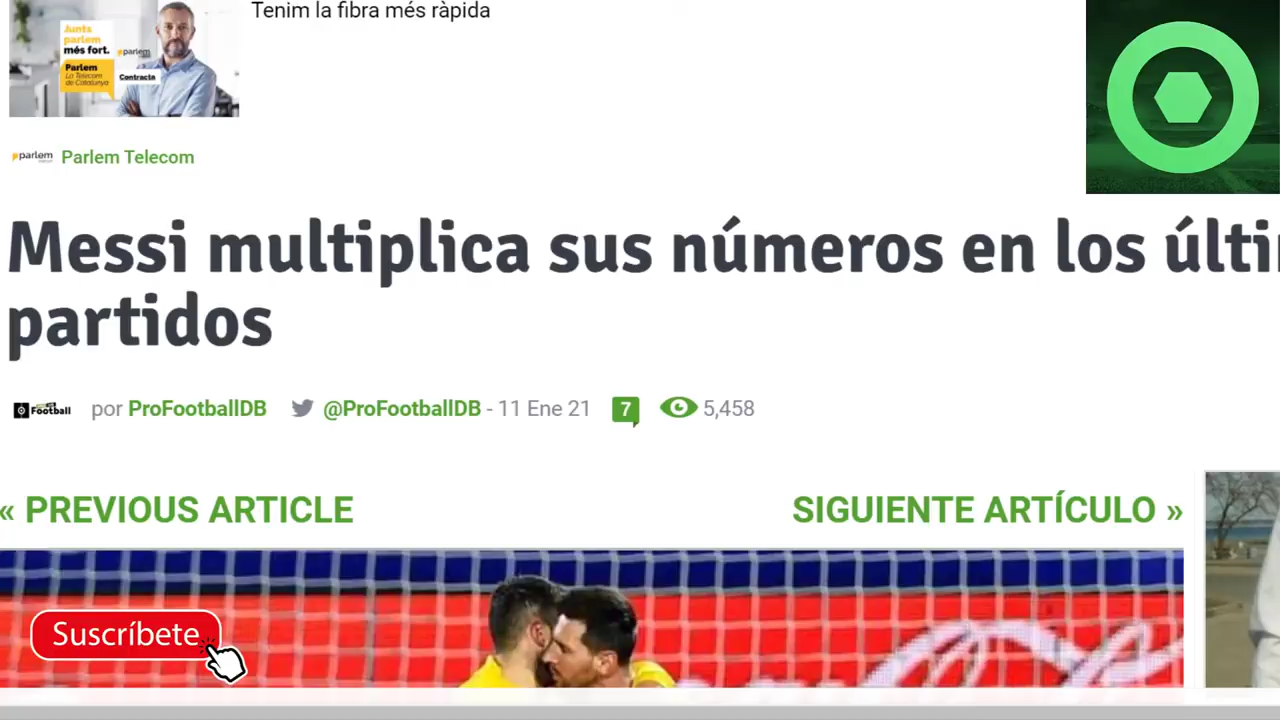 Tenim la fibra més ràpida
Junts
parlem
més fort.
parlem
Parlem
La Telecom
de Catalunya
Contracta
parlem
Parlem Telecom
Messi multiplica sus números en los últi
partidos
Football
por ProFootballDB @ProFootballDB - 11 Ene 21 7 5,458
« PREVIOUS ARTICLE
SIGUIENTE ARTÍCULO »
Suscríbete